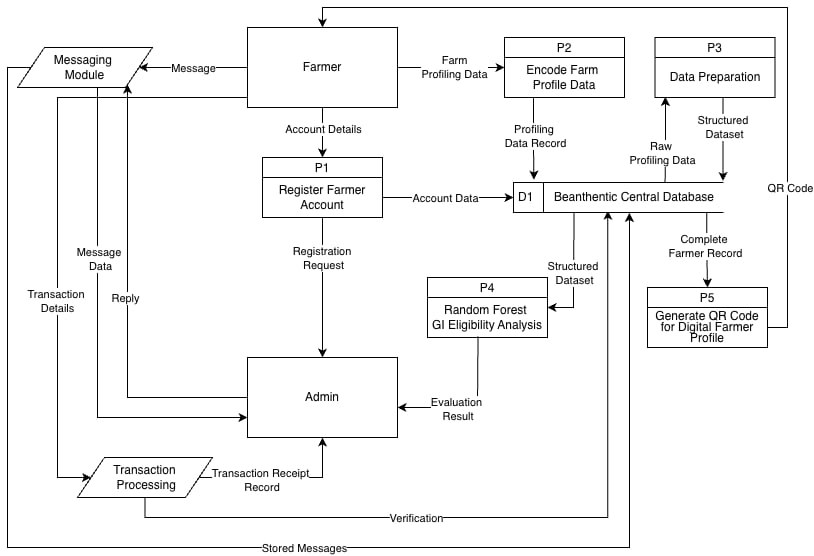 Messaging
Module
Message
Farmer
Farm
Profiling Data
P2
Encode Farm
Profile Data
P3
Data Preparation
Account Details
Profiling
Data Record
Structured
Dataset
Raw
Profiling Data
P1
Register Farmer
Account
Account Data
D1
Beanthentic Central Database
QR Code
Message
Data
Registration
Request
Complete
Farmer Record
Structured
Dataset
Transaction
Details
Reply
P4
Random Forest
GI Eligibility Analysis
P5
Generate QR Code
for Digital Farmer
Profile
Admin
Evaluation
Result
Transaction
Processing
Transaction Receipt
Record
Verification
Stored Messages